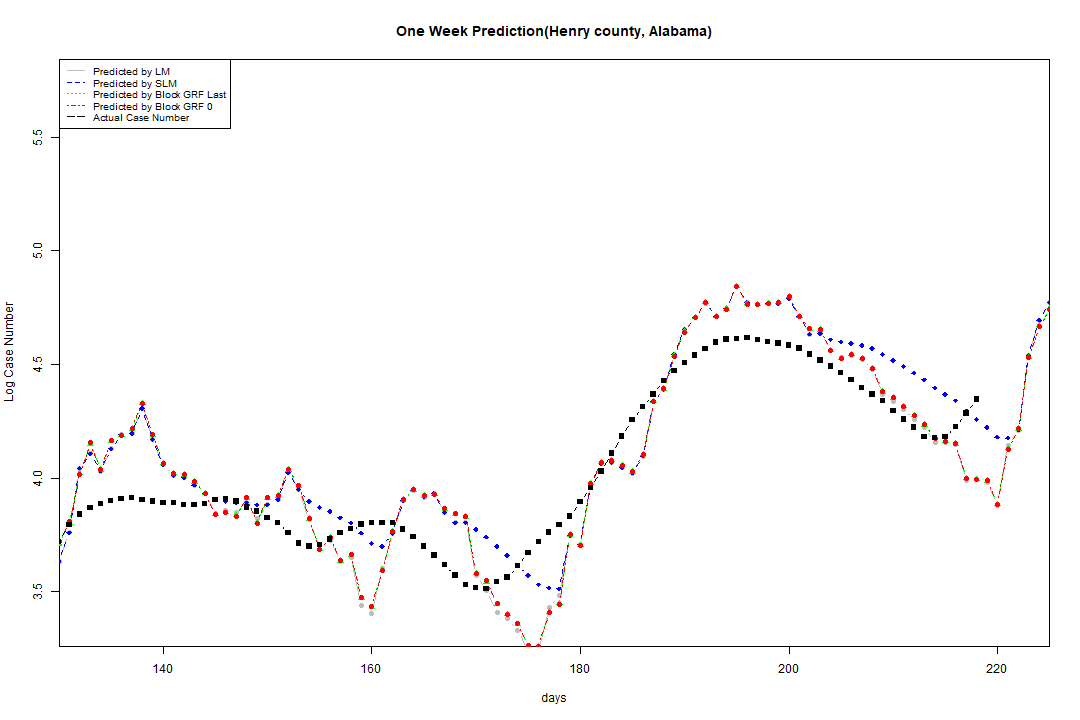 One Week Prediction(Henry county, Alabama)
Predicted by LM
Predicted by SLM
Predicted by Block GRF Last
Predicted by Block GRF 0
Actual Case Number
5.5
5.0
4.5
4.0
3.5
Log Case Number
140 160 180 200 220
days